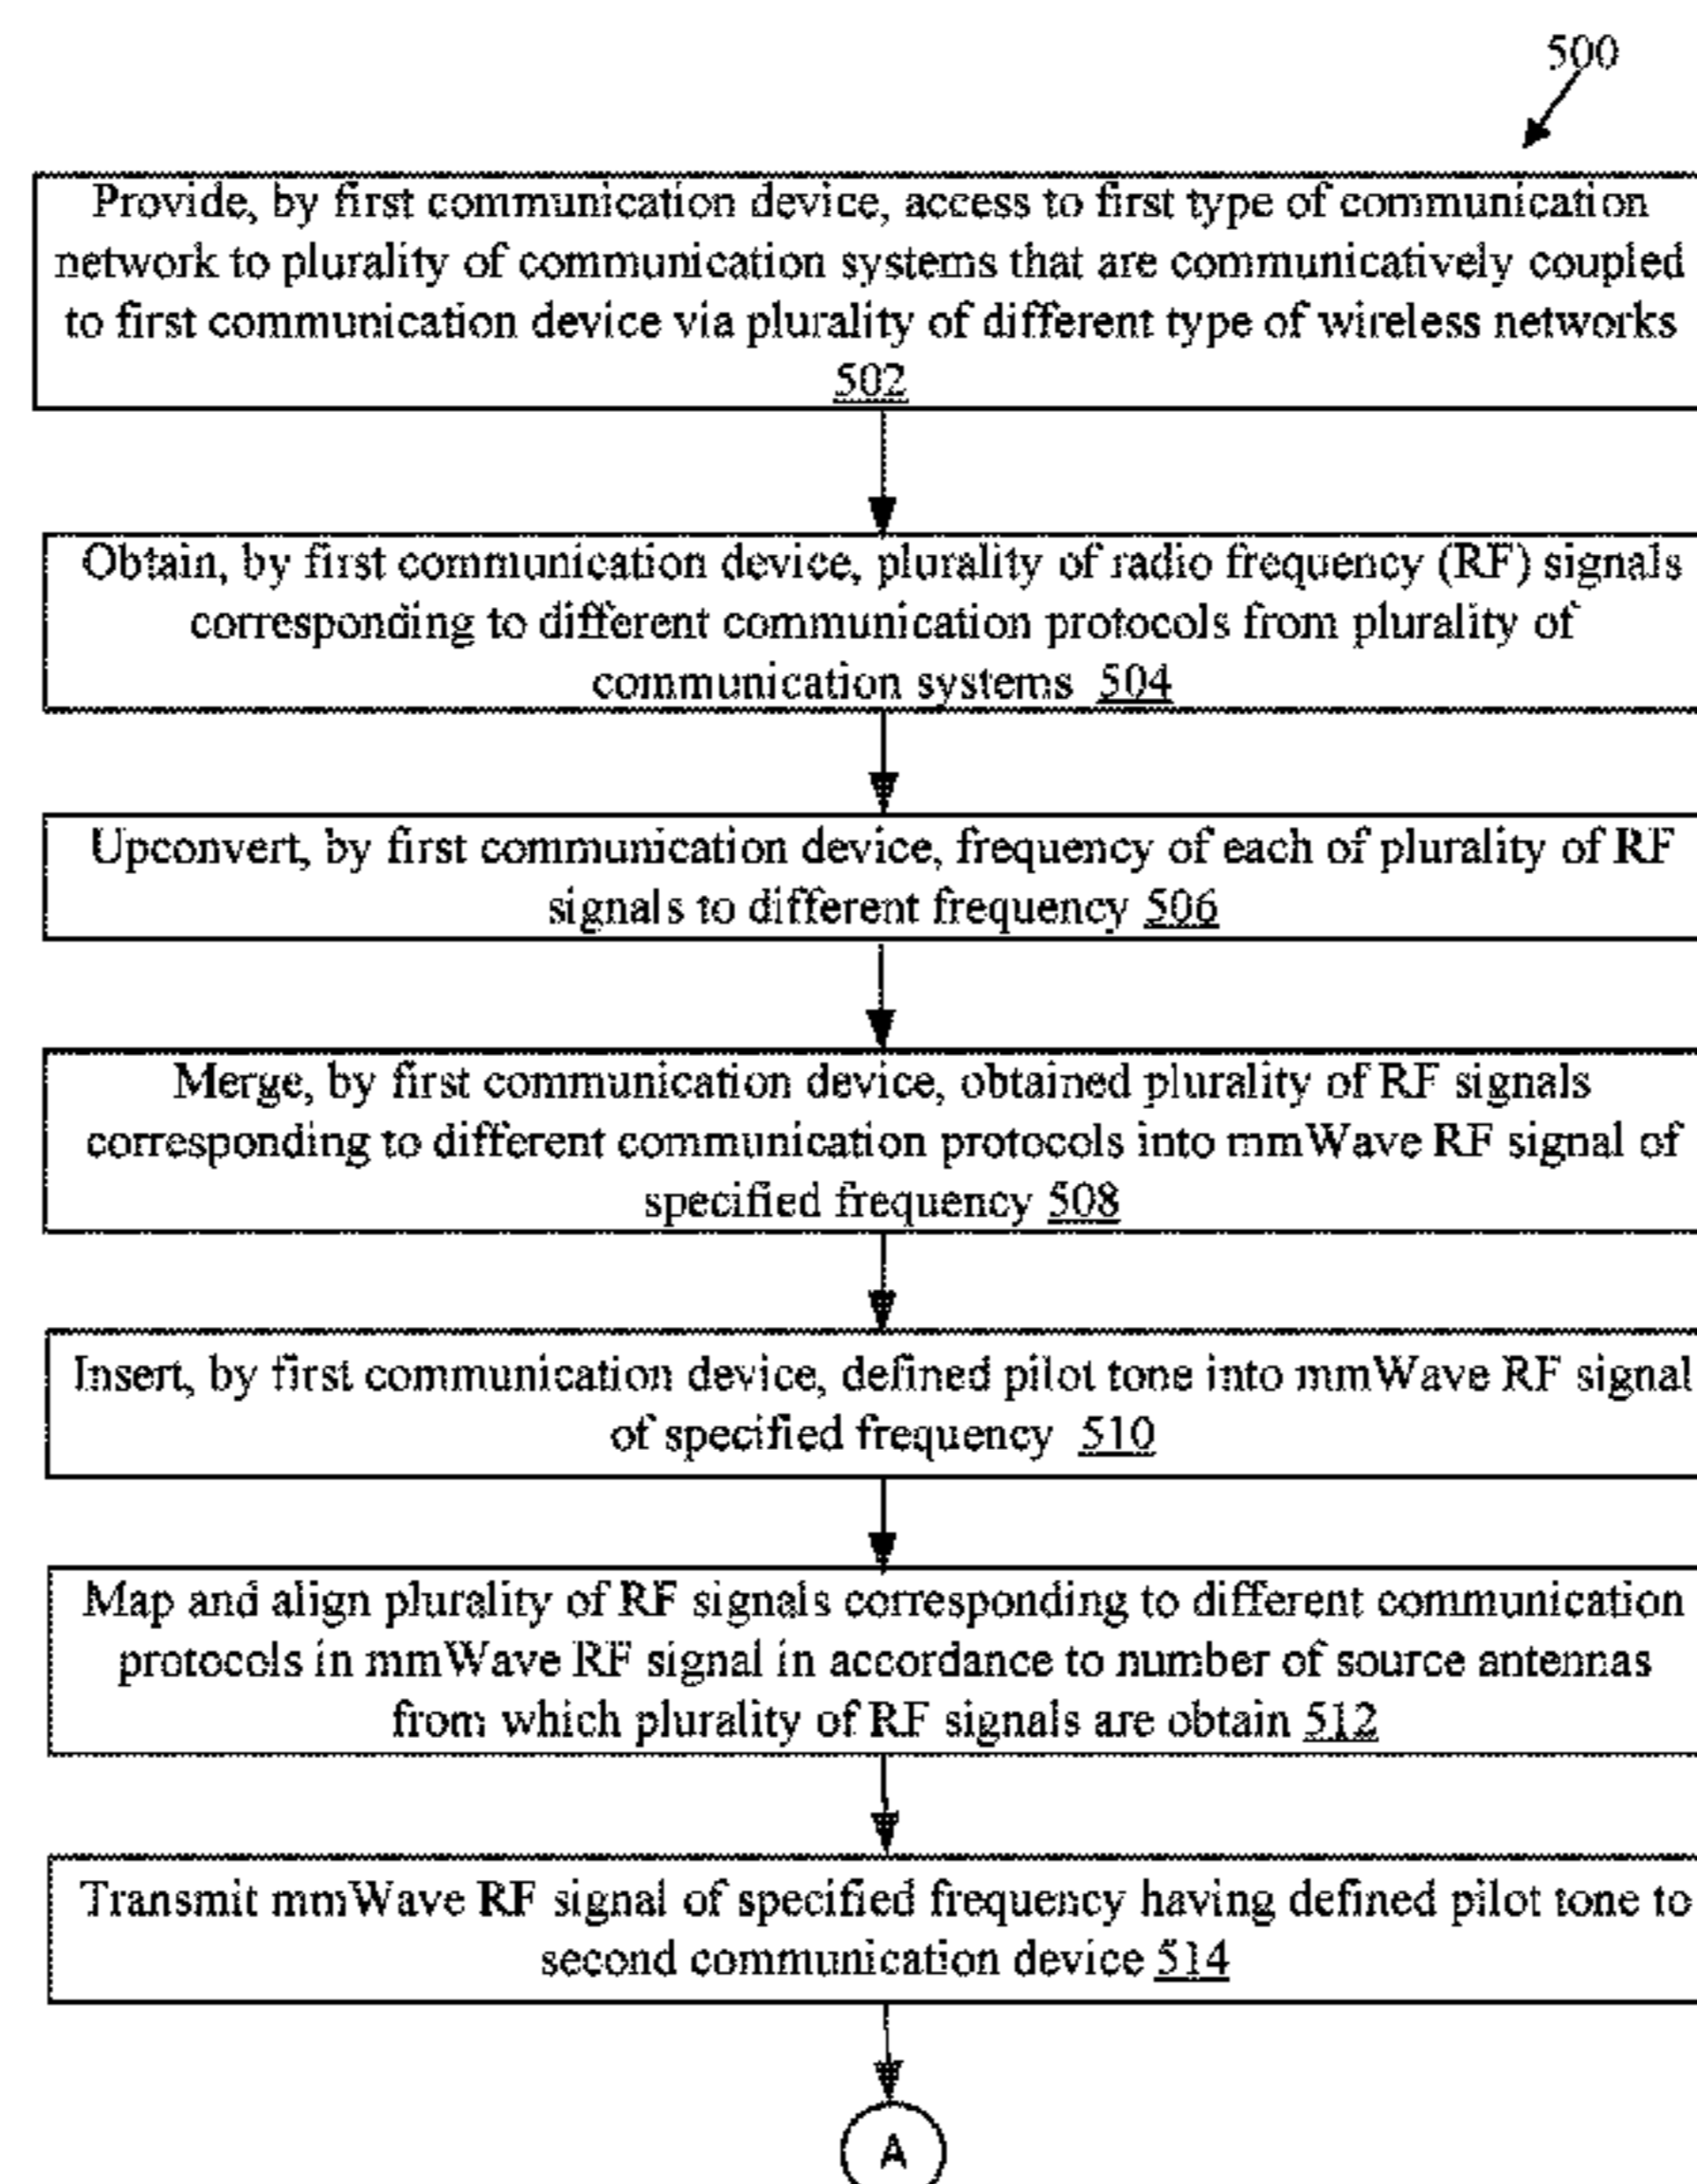 500
Provide, by first communication device, access to first type of communication
network to plurality of communication systems that are communicatively coupled
to first communication device via plurality of different type of wireless networks
502
Obtain, by first communication device, plurality of radio frequency (RF) signals
corresponding to different communication protocols from plurality of
communication systems 504
Upconvert, by first communication device, frequency of each of plurality of RF
signals to different frequency 506
Merge, by first communication device, obtained plurality of RF signals
corresponding to different communication protocols into mmWave RF signal of
specified frequency 508
Insert, by first communication device, defined pilot tone into mmWave RF signal
of specified frequency 510
Map and align plurality of RF signals corresponding to different communication
protocols in mmWave RF signal in accordance to number of source antennas
from which plurality of RF signals are obtain 512
Transmit mmWave RF signal of specified frequency having defined pilot tone to
second communication device 514
A